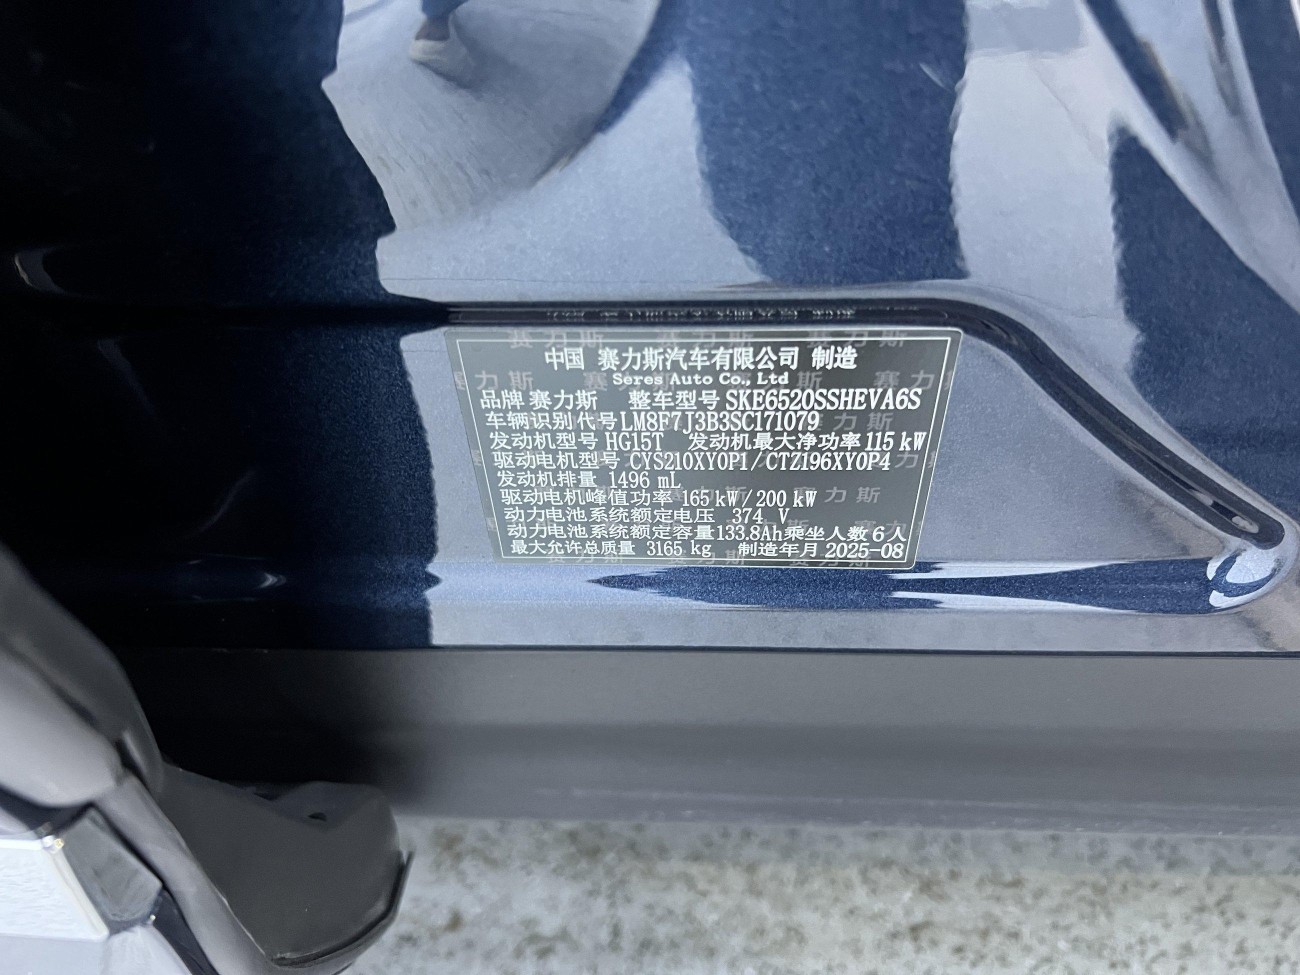 中国 赛力斯汽车有限公司 制造
Seres Auto Co., Ltd
品牌 赛力斯 整车型号 SKE6520SSHEVA6S
车辆识别代号 LM8F7J3B3SC171079
发动机型号 HG15T 发动机最大净功率 115 kW
驱动电机型号 CYS210XY0P1/CTZ196XY0P4
发动机排量 1496 mL
驱动电机峰值功率 165 kW/200 kW
动力电池系统额定电压 374 V
动力电池系统额定容量 133.8Ah 乘坐人数 6人
最大允许总质量 3165 kg 制造年月 2025-08